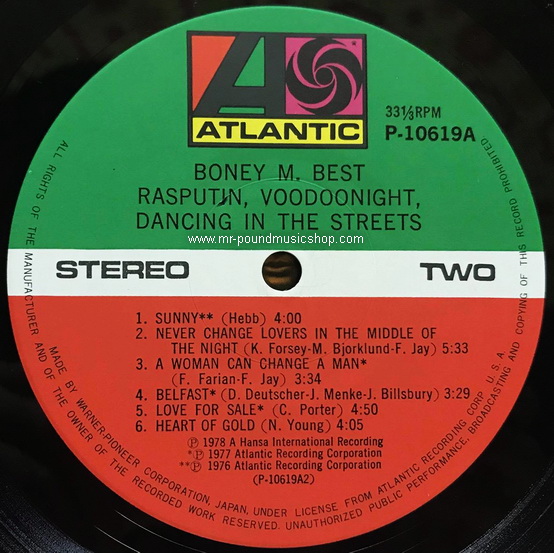 ATLANTIC
33⅓RPM
P-10619A
BONEY M. BEST
RASPUTIN, VOODOONIGHT,
DANCING IN THE STREETS
www.mr-poundmusicshop.com
STEREO TWO
1. SUNNY** (Hebb) 4:00
2. NEVER CHANGE LOVERS IN THE MIDDLE OF
THE NIGHT (K. Forsey-M. Bjorklund-F. Jay) 5:33
3. A WOMAN CAN CHANGE A MAN*
(F. Farian-F. Jay) 3:34
4. BELFAST* (D. Deutscher-J. Menke-J. Billsbury) 3:29
5. LOVE FOR SALE* (C. Porter) 4:50
6. HEART OF GOLD (N. Young) 4:05
Ⓟ 1978 A Hansa International Recording
*Ⓟ 1977 Atlantic Recording Corporation
**Ⓟ 1976 Atlantic Recording Corporation
(P-10619A2)
MADE BY WARNER-PIONEER CORPORATION, JAPAN, UNDER LICENSE FROM ATLANTIC RECORDING CORP. U.S.A.
ALL RIGHTS OF THE MANUFACTURER AND OF THE OWNER OF THE RECORDED WORK RESERVED. UNAUTHORIZED PUBLIC PERFORMANCE, BROADCASTING AND COPYING OF THIS RECORD PROHIBITED